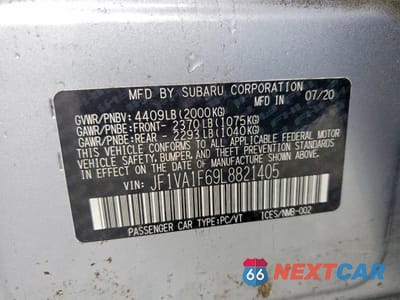 MFD. BY SUBARU CORPORATION
MFD. IN 07/20
GVWR/PNBV: 4409LB(2000KG)
GAWR/PNBE: FRONT- 2370LB(1075KG)
GAWR/PNBE: REAR - 2293LB(1040KG)
THIS VEHICLE CONFORMS TO ALL APPLICABLE FEDERAL MOTOR
VEHICLE SAFETY, BUMPER, AND THEFT
PREVENTION STANDARDS IN EFFECT ON THE
DATE OF MANUFACTURE SHOWN ABOVE.
VIN: JF1VA1F69L8821405
PASSENGER CAR TYPE:PC/VT ICES/NMB-002
66 NEXTCAR